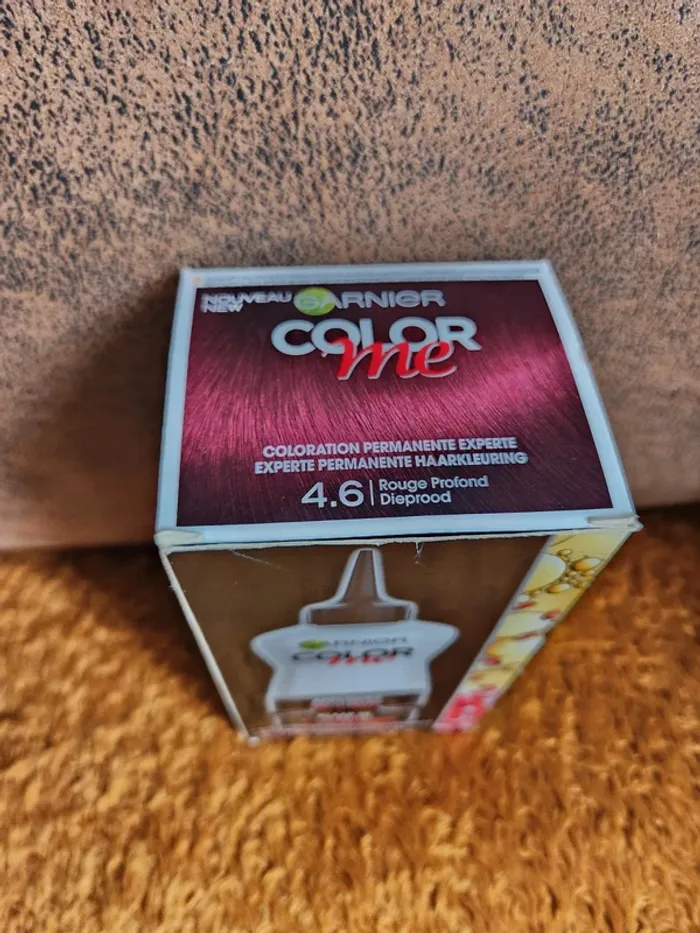 NOUVEAU
NEW
GARNIER
COLOR
me
COLORATION PERMANENTE EXPERTE
EXPERTE PERMANENTE HAARKLEURING
4.6 Rouge Profond
Dieprood
GARNIER
COLOR
me